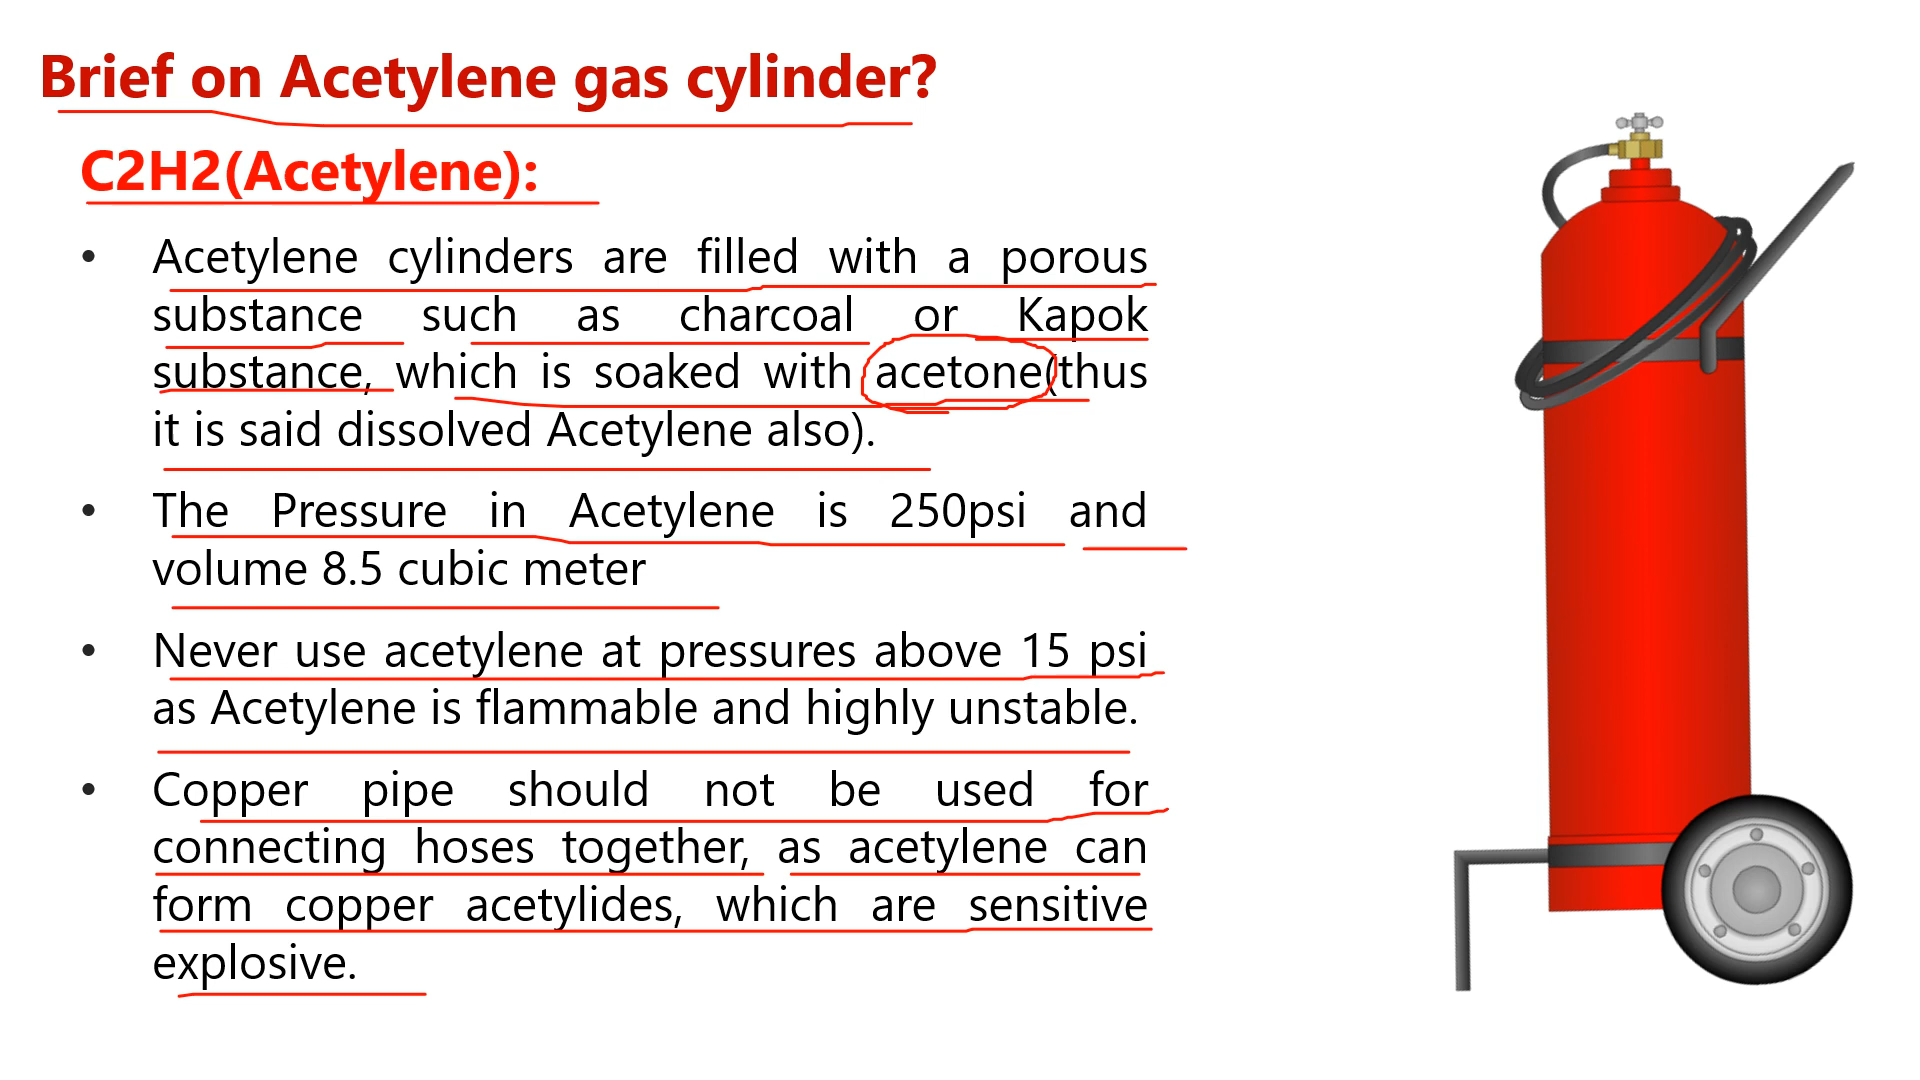 Brief on Acetylene gas cylinder?
C2H2(Acetylene):
• Acetylene cylinders are filled with a porous
substance such as charcoal or Kapok
substance, which is soaked with acetone(thus
it is said dissolved Acetylene also).
• The Pressure in Acetylene is 250psi and
volume 8.5 cubic meter
• Never use acetylene at pressures above 15 psi
as Acetylene is flammable and highly unstable.
• Copper pipe should not be used for
connecting hoses together, as acetylene can
form copper acetylides, which are sensitive
explosive.